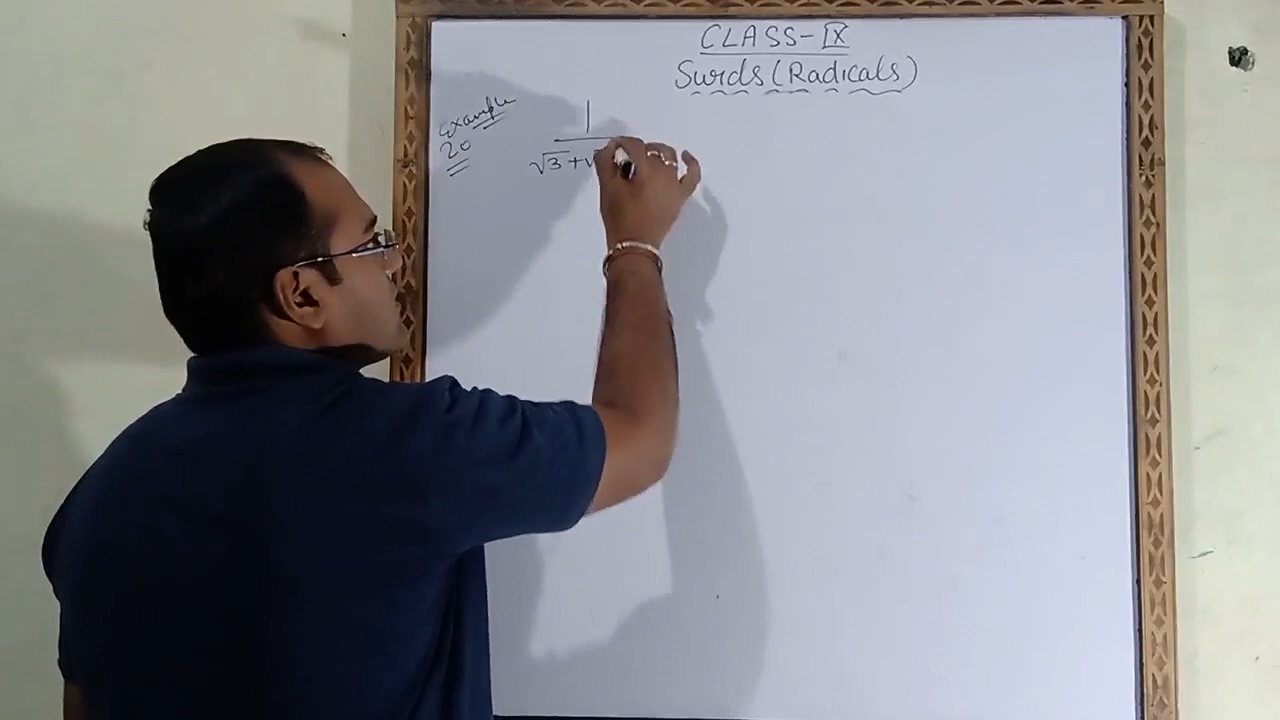 CLASS-IX
Surds (Radicals)
Example
20
1
√3+√